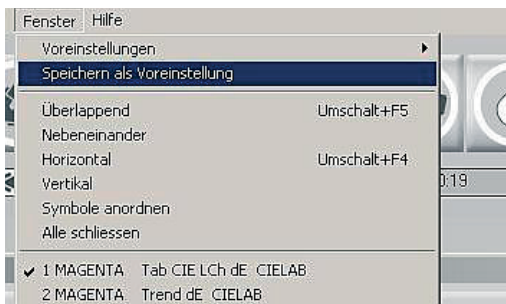 Fenster Hilfe
Voreinstellungen
Speichern als Voreinstellung
Überlappend Umschalt+F5
Nebeneinander
Horizontal Umschalt+F4
Vertikal
Symbole anordnen
Alle schliessen
1 MAGENTA Tab CIE LCh dE CIELAB
2 MAGENTA Trend dE CIELAB
:19